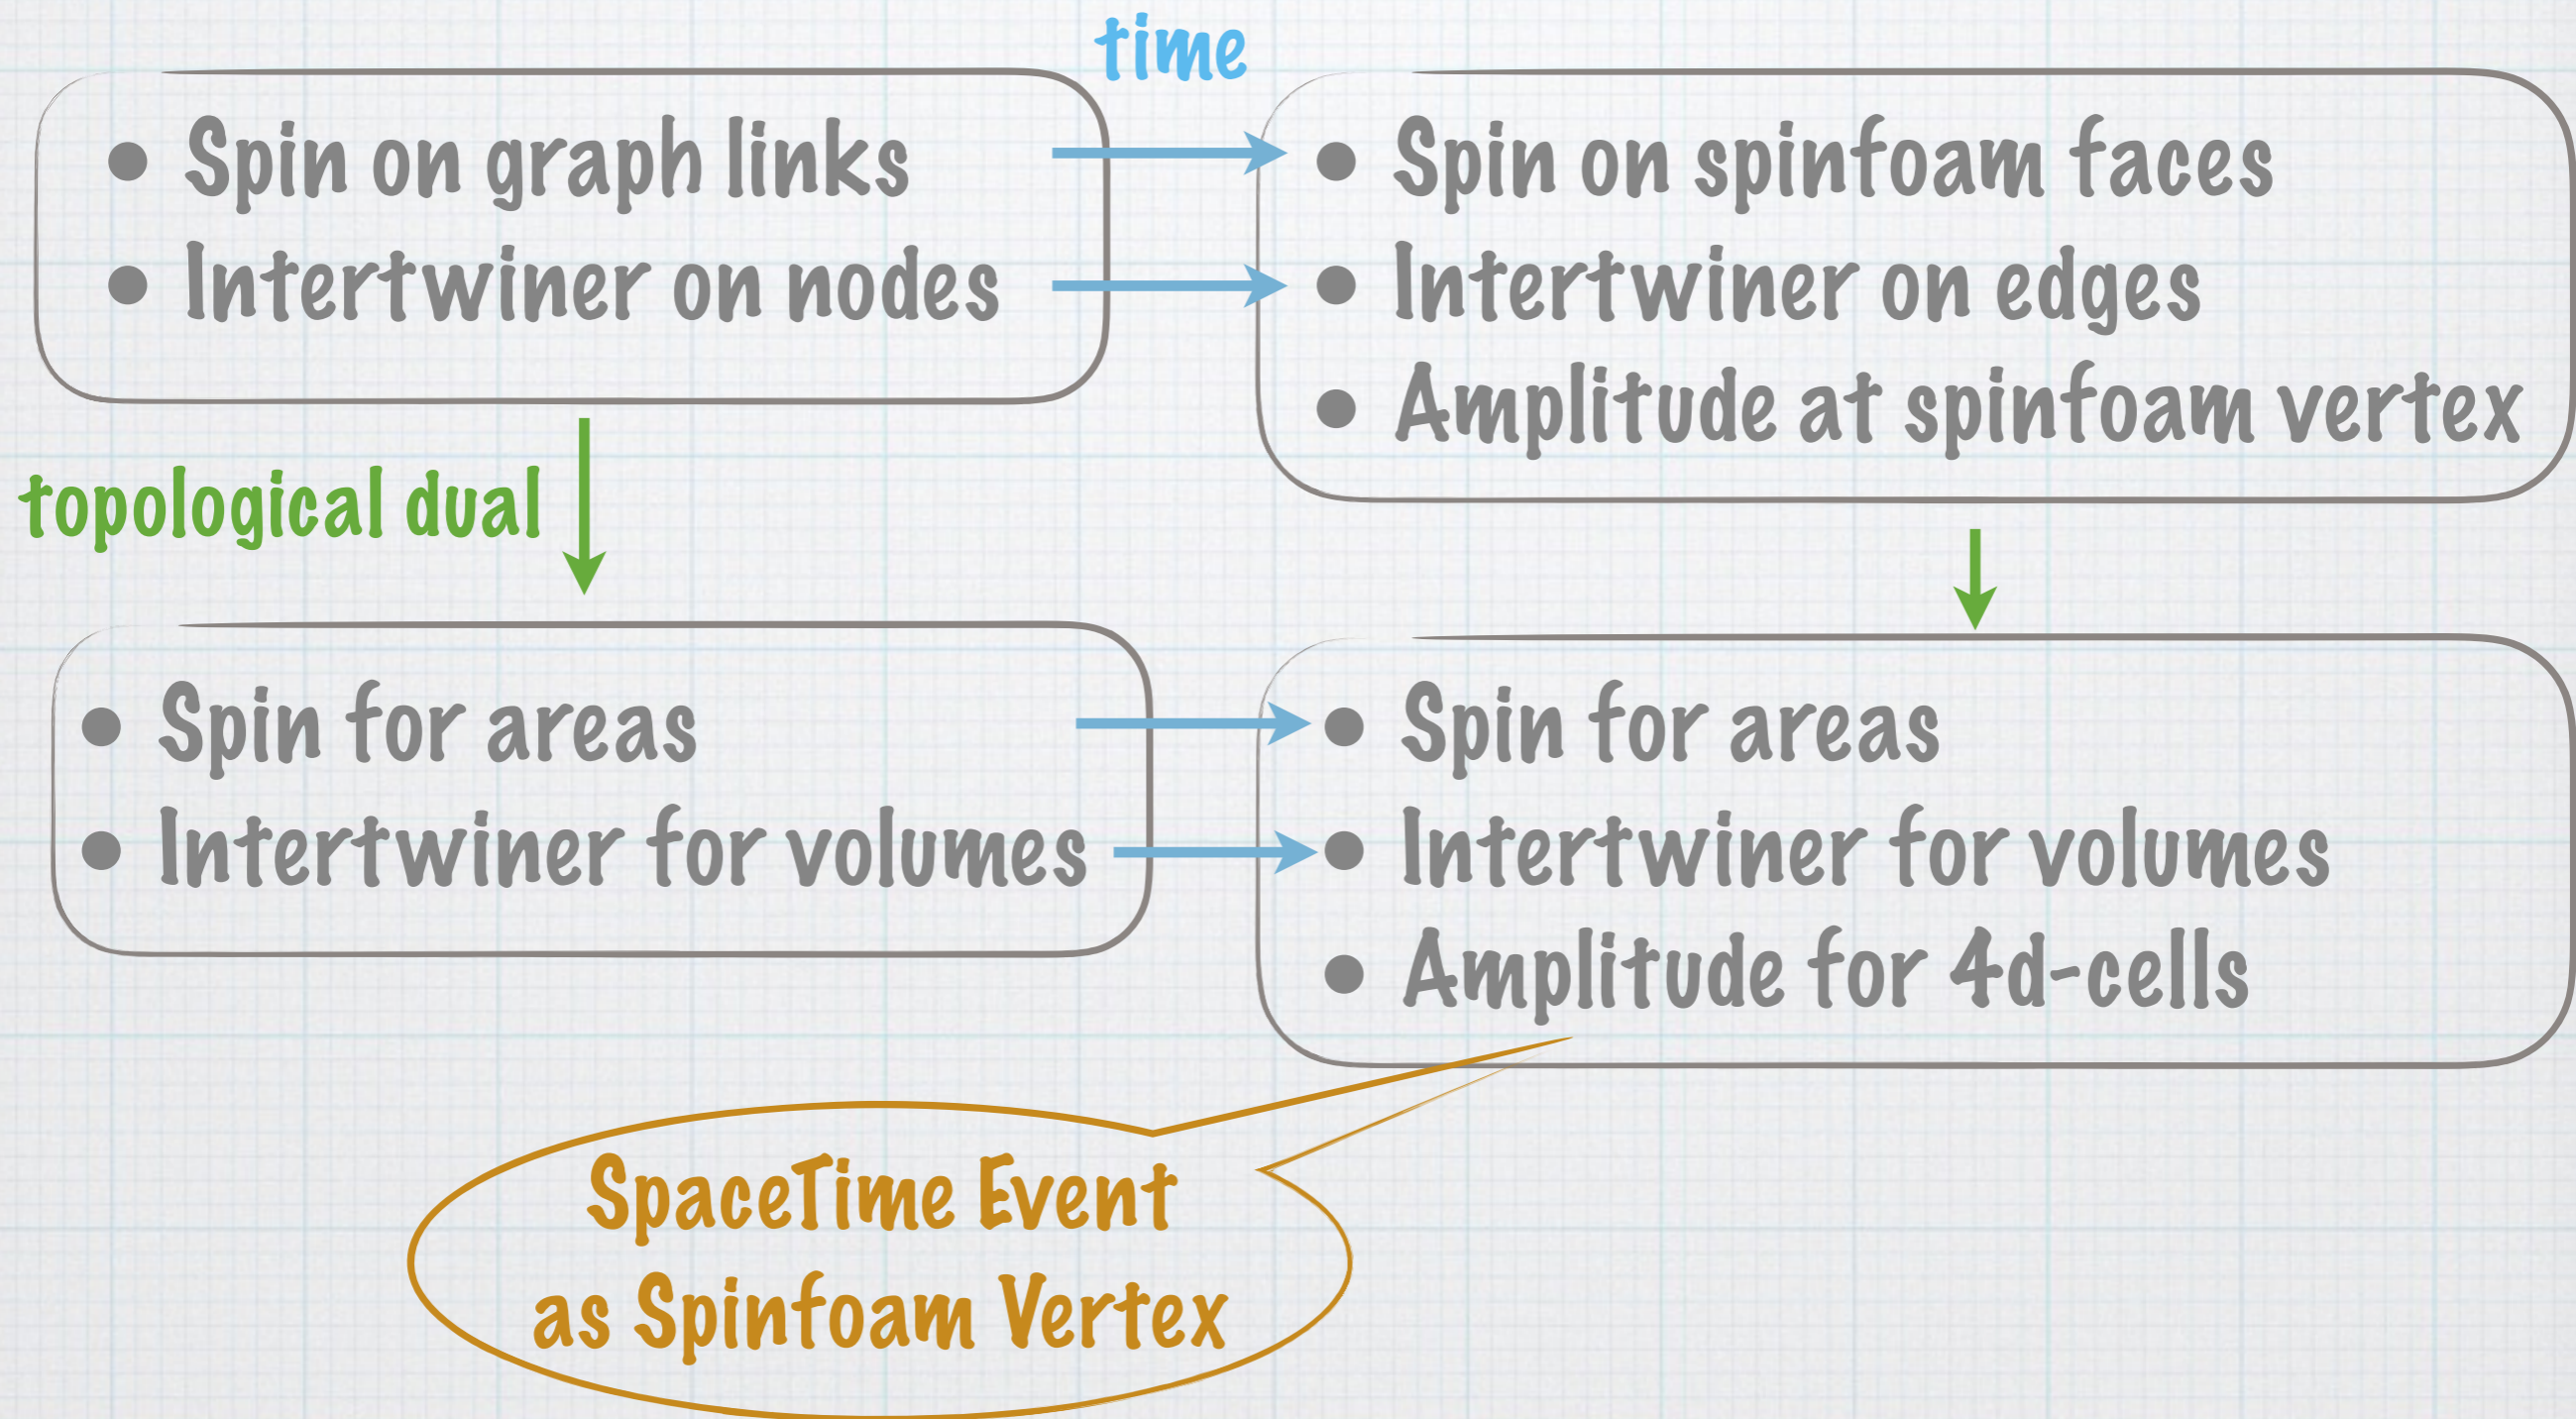 time
• Spin on graph links
• Intertwiner on nodes
• Spin on spinfoam faces
• Intertwiner on edges
• Amplitude at spinfoam vertex
topological dual
• Spin for areas
• Intertwiner for volumes
• Spin for areas
• Intertwiner for volumes
• Amplitude for 4d-cells
SpaceTime Event
as Spinfoam Vertex